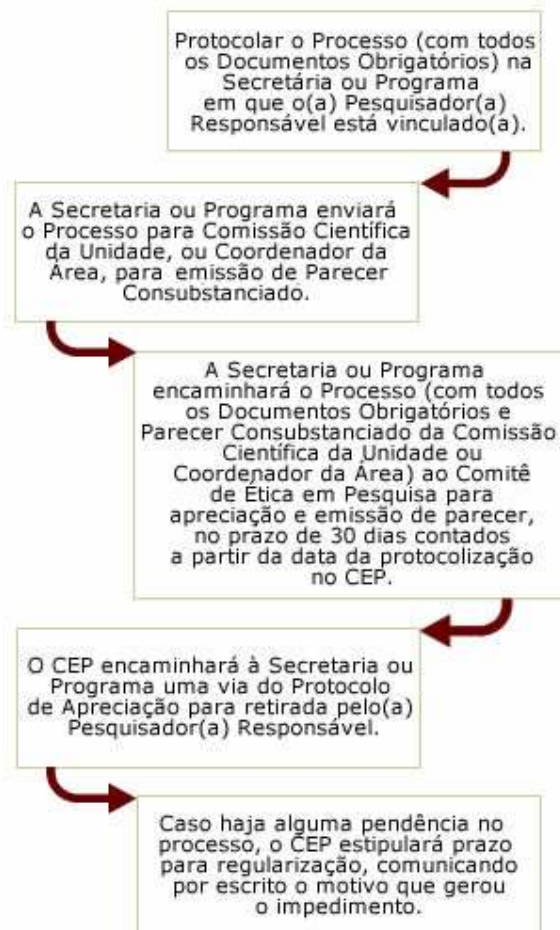 Protocolar o Processo (com todos
os Documentos Obrigatórios) na
Secretária ou Programa
em que o(a) Pesquisador(a)
Responsável está vinculado(a).
A Secretaria ou Programa enviará
o Processo para Comissão Científica
da Unidade, ou Coordenador da
Área, para emissão de Parecer
Consubstanciado.
A Secretaria ou Programa
encaminhará o Processo (com todos
os Documentos Obrigatórios e
Parecer Consubstanciado da Comissão
Científica da Unidade ou
Coordenador da Área) ao Comitê
de Ética em Pesquisa para
apreciação e emissão de parecer,
no prazo de 30 dias contados
a partir da data da protocolização
no CEP.
O CEP encaminhará à Secretaria ou
Programa uma via do Protocolo
de Apreciação para retirada pelo(a)
Pesquisador(a) Responsável.
Caso haja alguma pendência no
processo, o CEP estipulará prazo
para regularização, comunicando
por escrito o motivo que gerou
o impedimento.